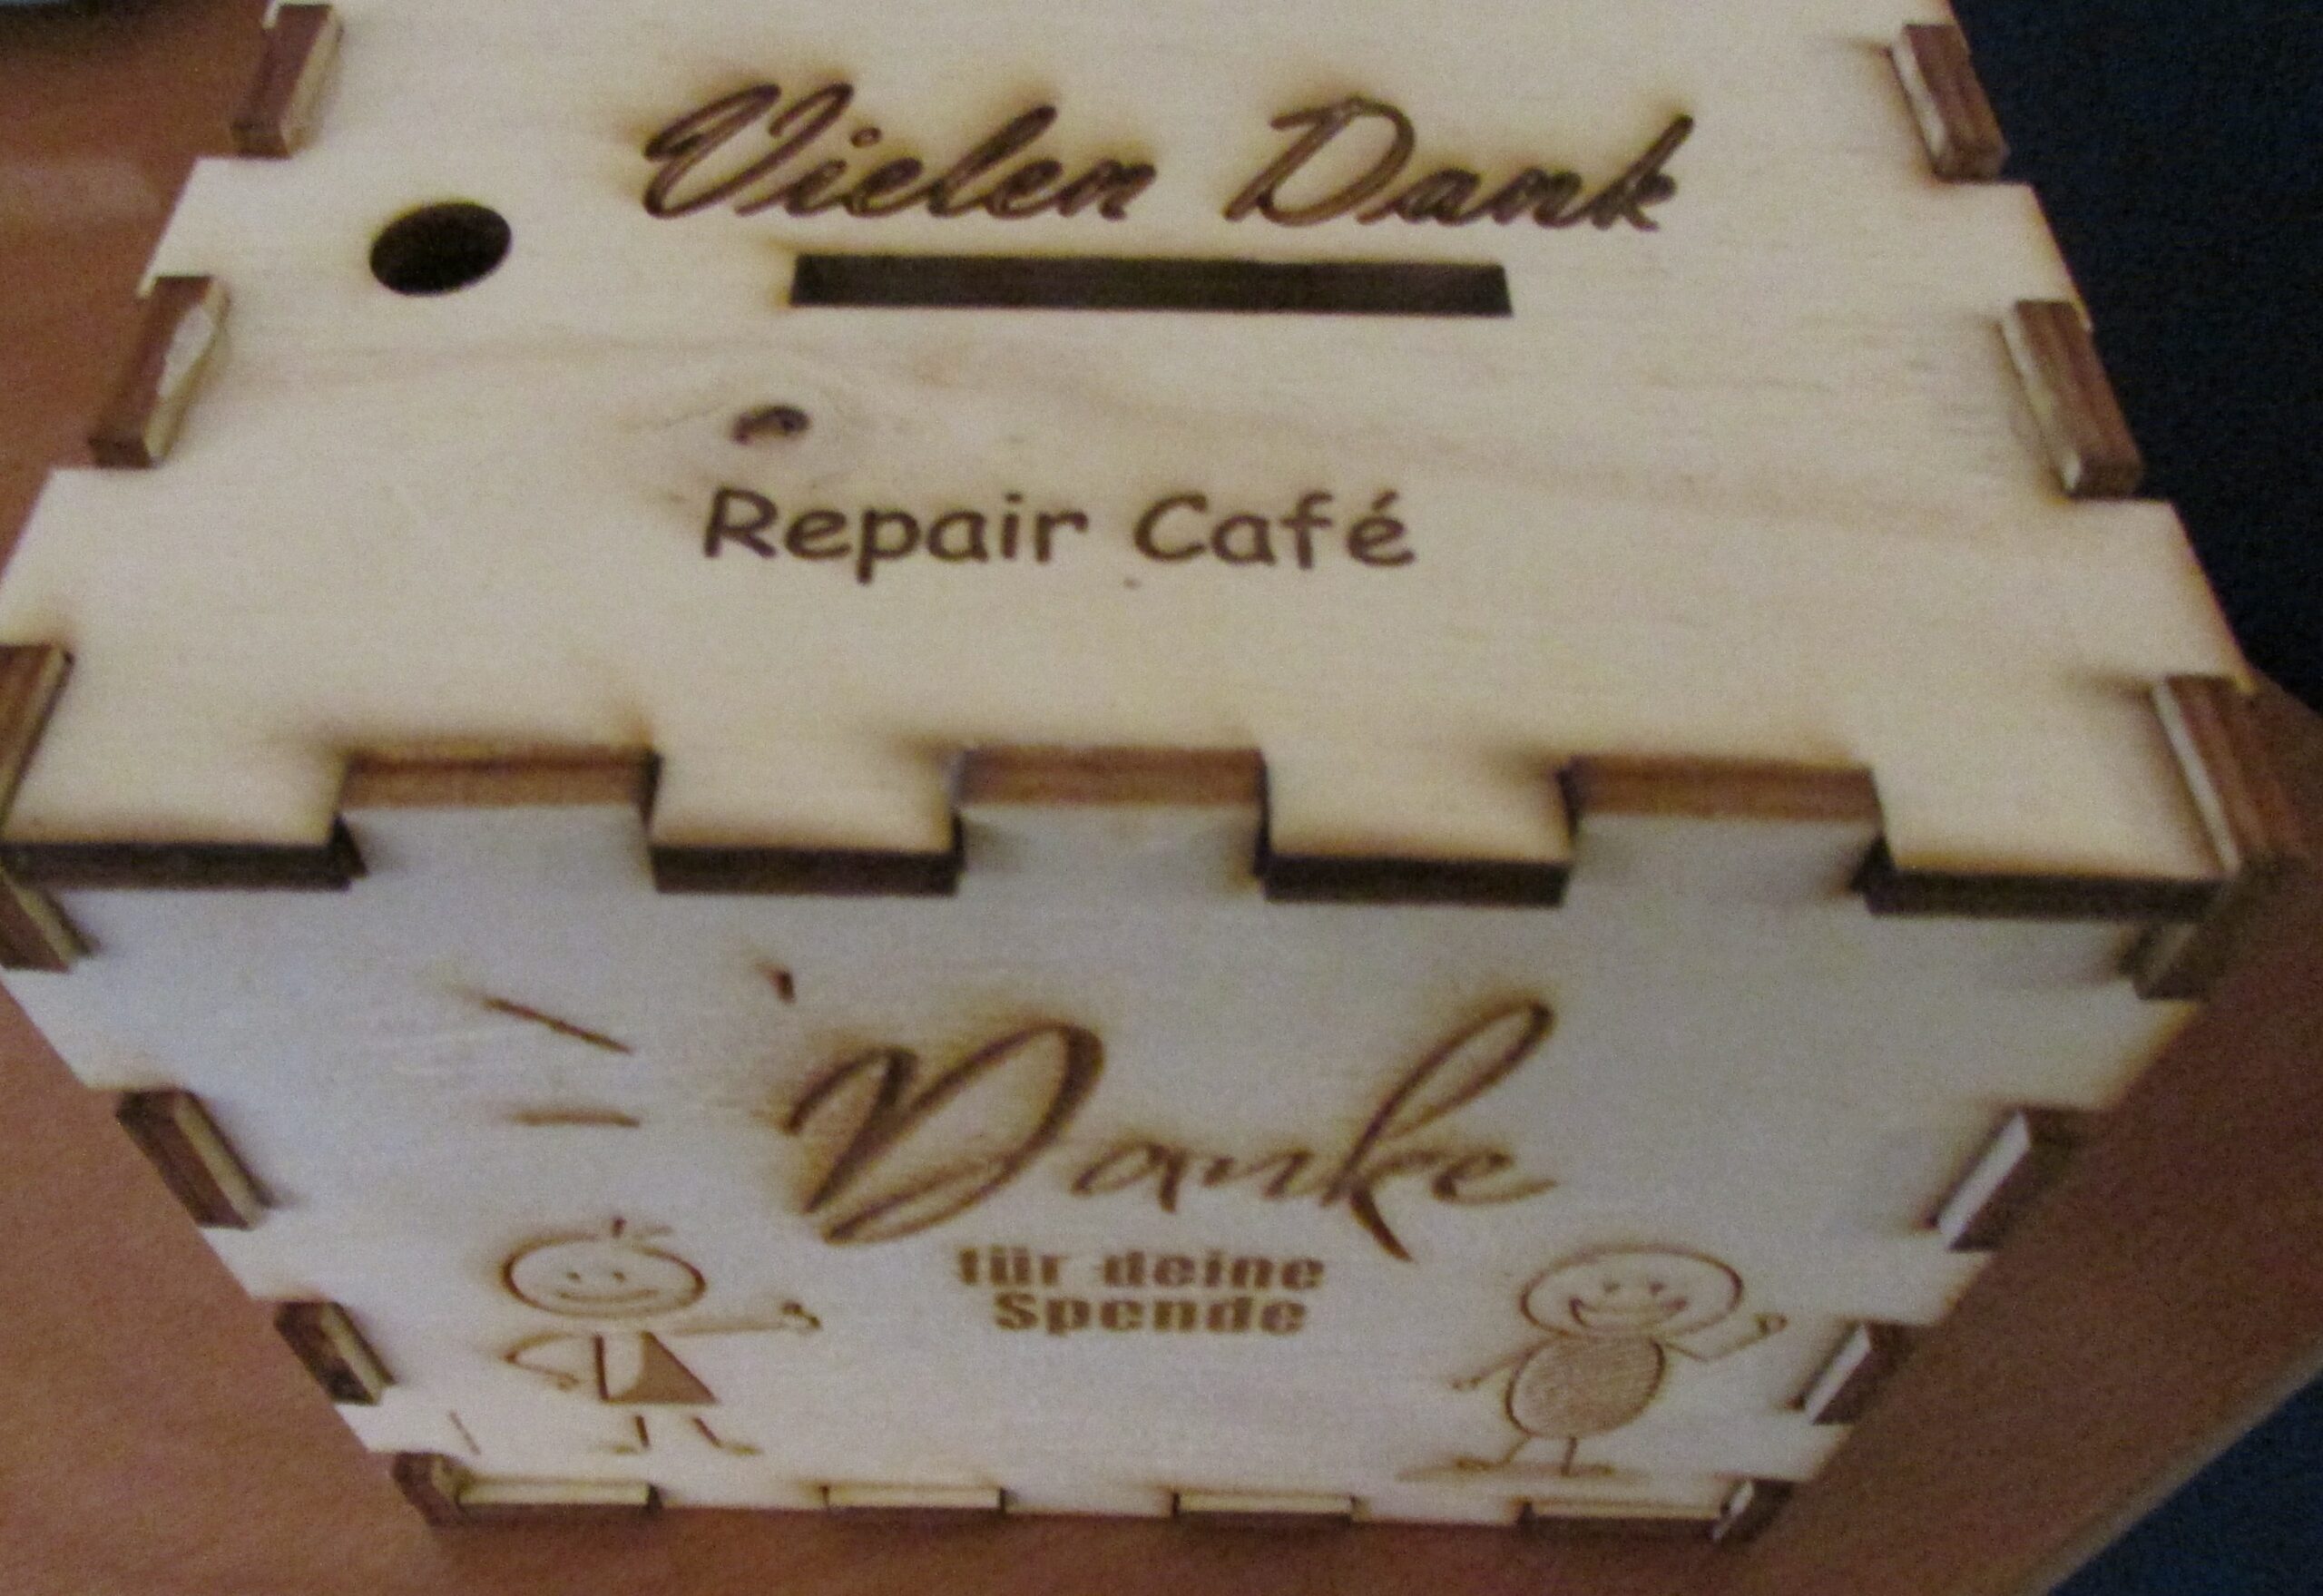 Vielen Dank
Repair Café
Danke
für deine
Spende